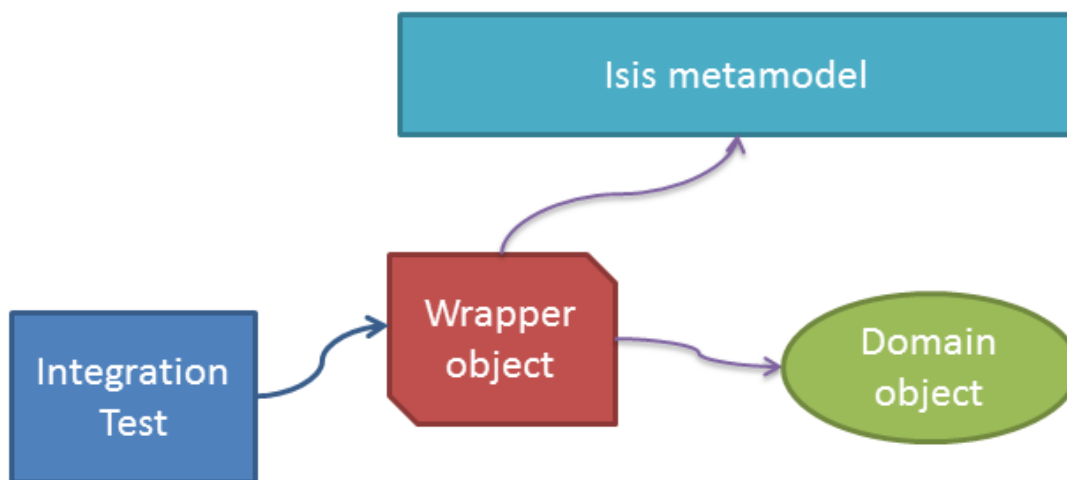 Isis metamodel
Wrapper
object
Integration
Test
Domain
object